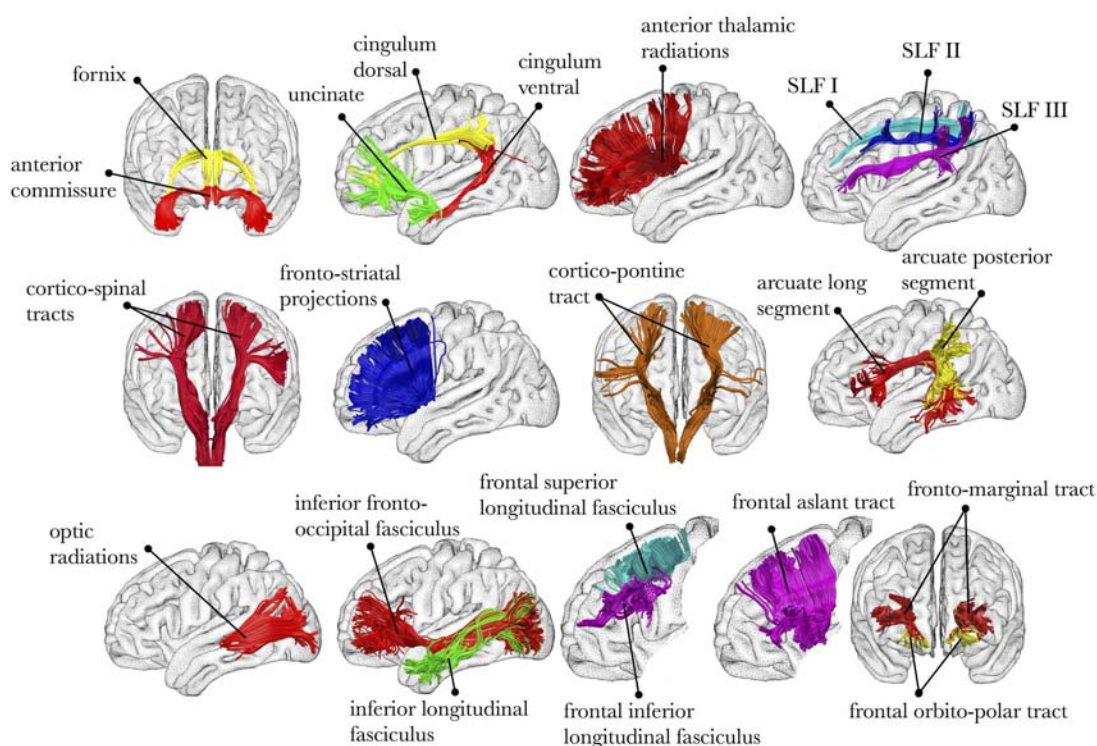 fornix
anterior
commissure
cingulum
dorsal
uncinate
cingulum
ventral
anterior thalamic
radiations
SLF I
SLF II
SLF III
cortico-spinal
tracts
fronto-striatal
projections
cortico-pontine
tract
arcuate long
segment
arcuate posterior
segment
optic
radiations
inferior fronto-
occipital fasciculus
inferior longitudinal
fasciculus
frontal superior
longitudinal fasciculus
frontal inferior
longitudinal fasciculus
frontal aslant tract
fronto-marginal tract
frontal orbito-polar tract